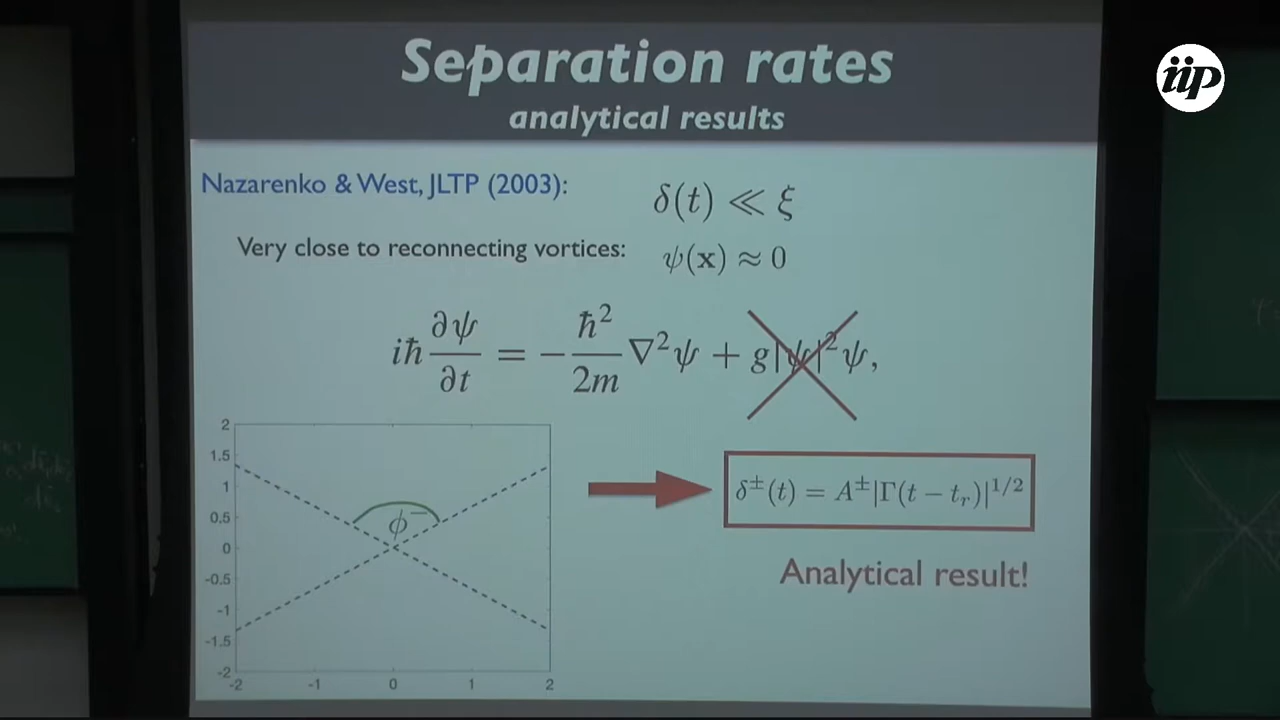 iip
Separation rates
analytical results
Nazarenko & West, JLTP (2003):
δ(t) ≪ ξ
Very close to reconnecting vortices:
ψ(x) ≈ 0
iħ ∂ψ/∂t = − ħ²/2m ∇²ψ + g|ψ|²ψ,
2
1.5
1
0.5
0
-0.5
-1
-1.5
-2
-2 -1 0 1 2
ϕ⁻
δ±(t) = A±|Γ(t − tᵣ)|^1/2
Analytical result!